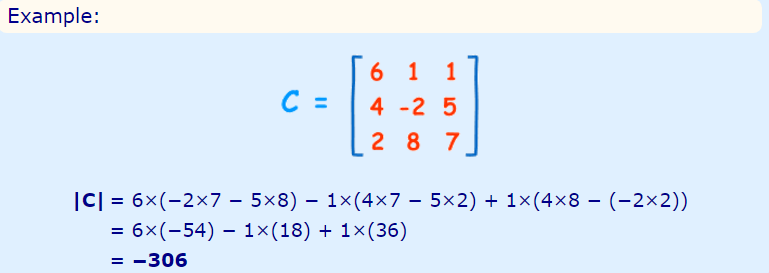 Example:
C =
6 1 1
4 -2 5
2 8 7
|C| = 6×(−2×7 − 5×8) − 1×(4×7 − 5×2) + 1×(4×8 − (−2×2))
= 6×(−54) − 1×(18) + 1×(36)
= −306